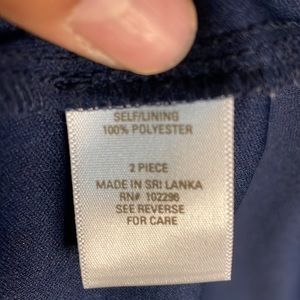 SELF/LINING
100% POLYESTER
2 PIECE
MADE IN SRI LANKA
RN# 102296
SEE REVERSE
FOR CARE